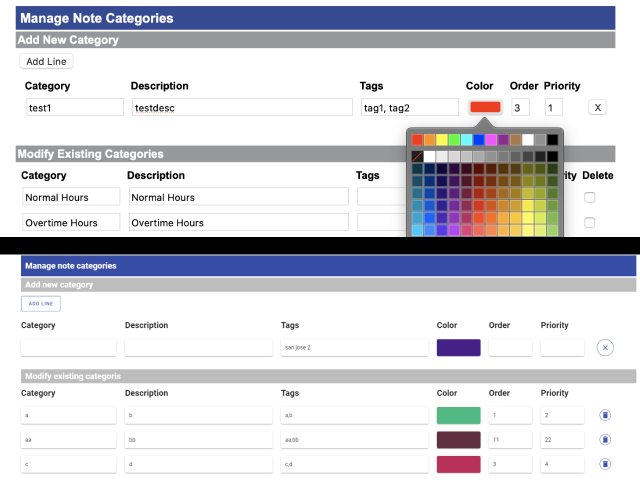 Manage Note Categories
Add New Category
Add Line
Category Description Tags Color Order Priority
test1 testdesc tag1, tag2 3 1 X
Modify Existing Categories
Category Description Tags ity Delete
Normal Hours Normal Hours
Overtime Hours Overtime Hours
Manage note categories
Add new category
ADD LINE
Category Description Tags Color Order Priority
san jose 2
Modify existing categoris
Category Description Tags Color Order Priority
a b a,b 1 2
aa bb aa,bb 11 22
c d c,d 3 4